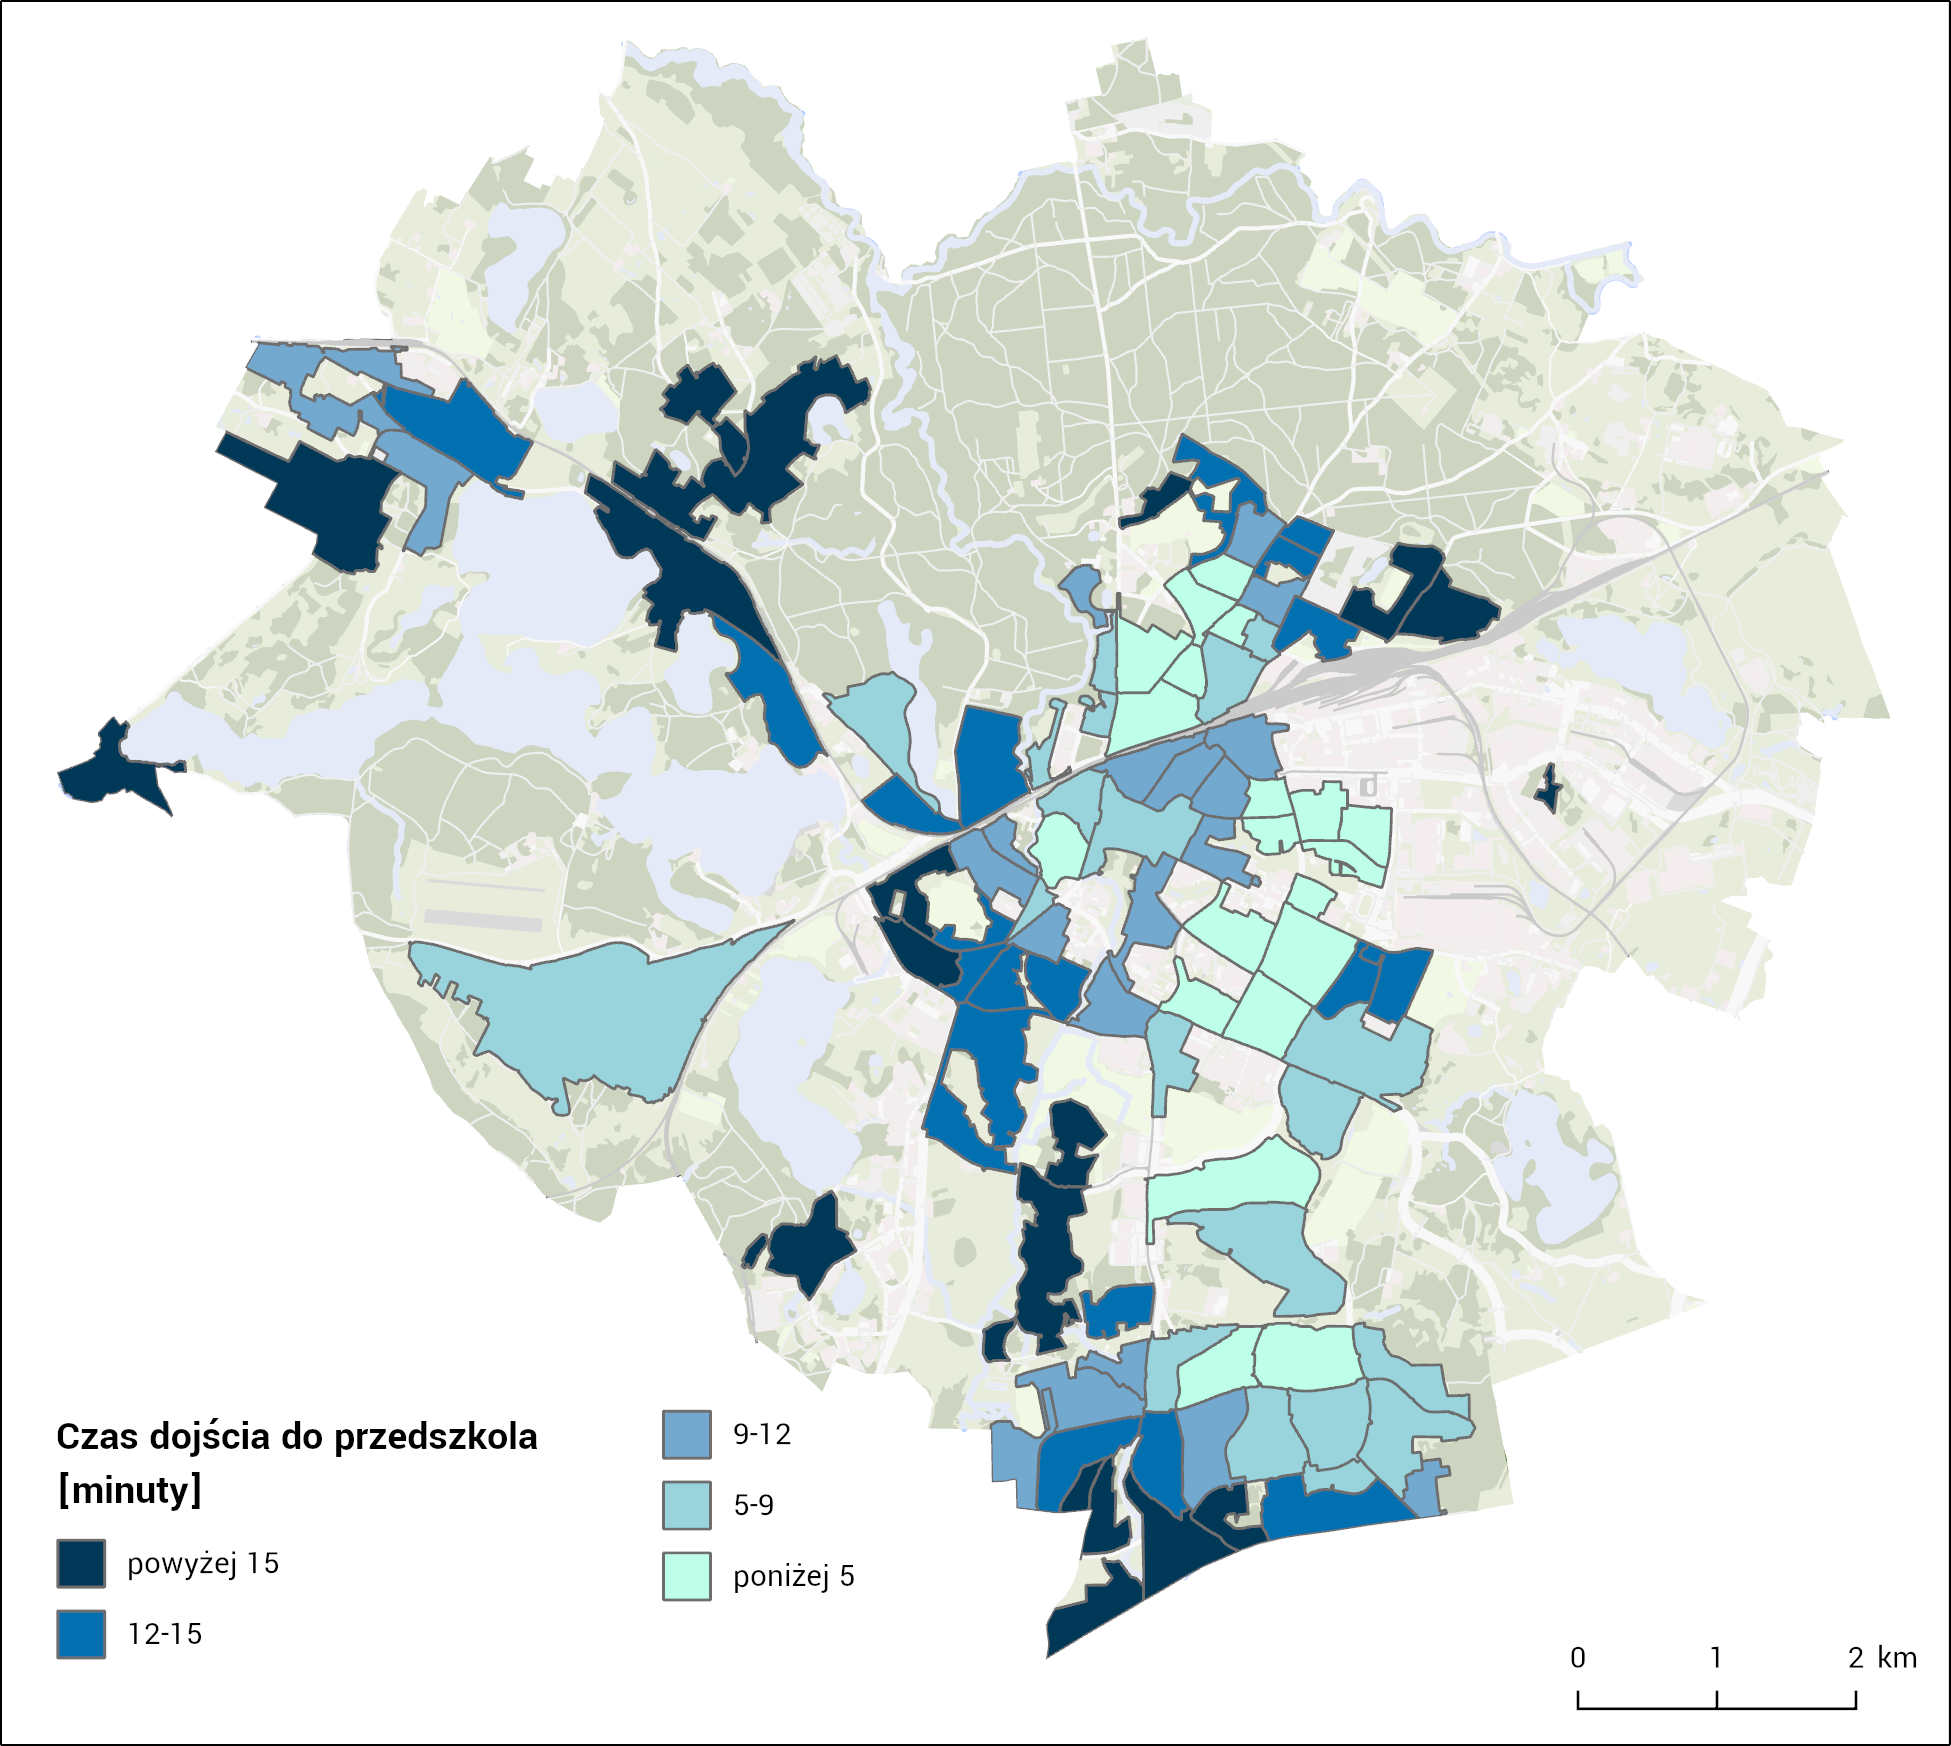 Czas dojścia do przedszkola
[minuty]
powyżej 15
12-15
9-12
5-9
poniżej 5
0 1 2 km